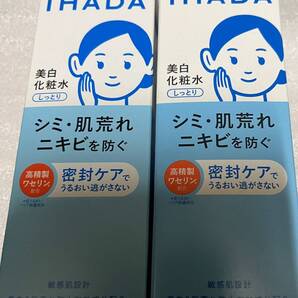 IHADA
美白
化粧水
しっとり
シミ・肌荒れ
ニキビを防ぐ
高精製
ワセリン
配合
密封ケアで
うるおい逃がさない
敏感肌設計
IHADA
美白
化粧水
しっとり
シミ・肌荒れ
ニキビを防ぐ
高精製
ワセリン
配合
密封ケアで
うるおい逃がさない
敏感肌設計